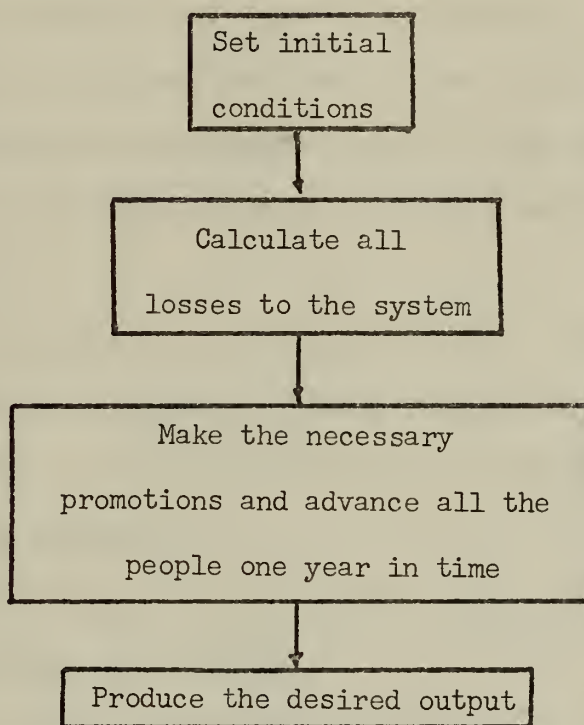 Set initial
conditions
Calculate all
losses to the system
Make the necessary
promotions and advance all the
people one year in time
Produce the desired output